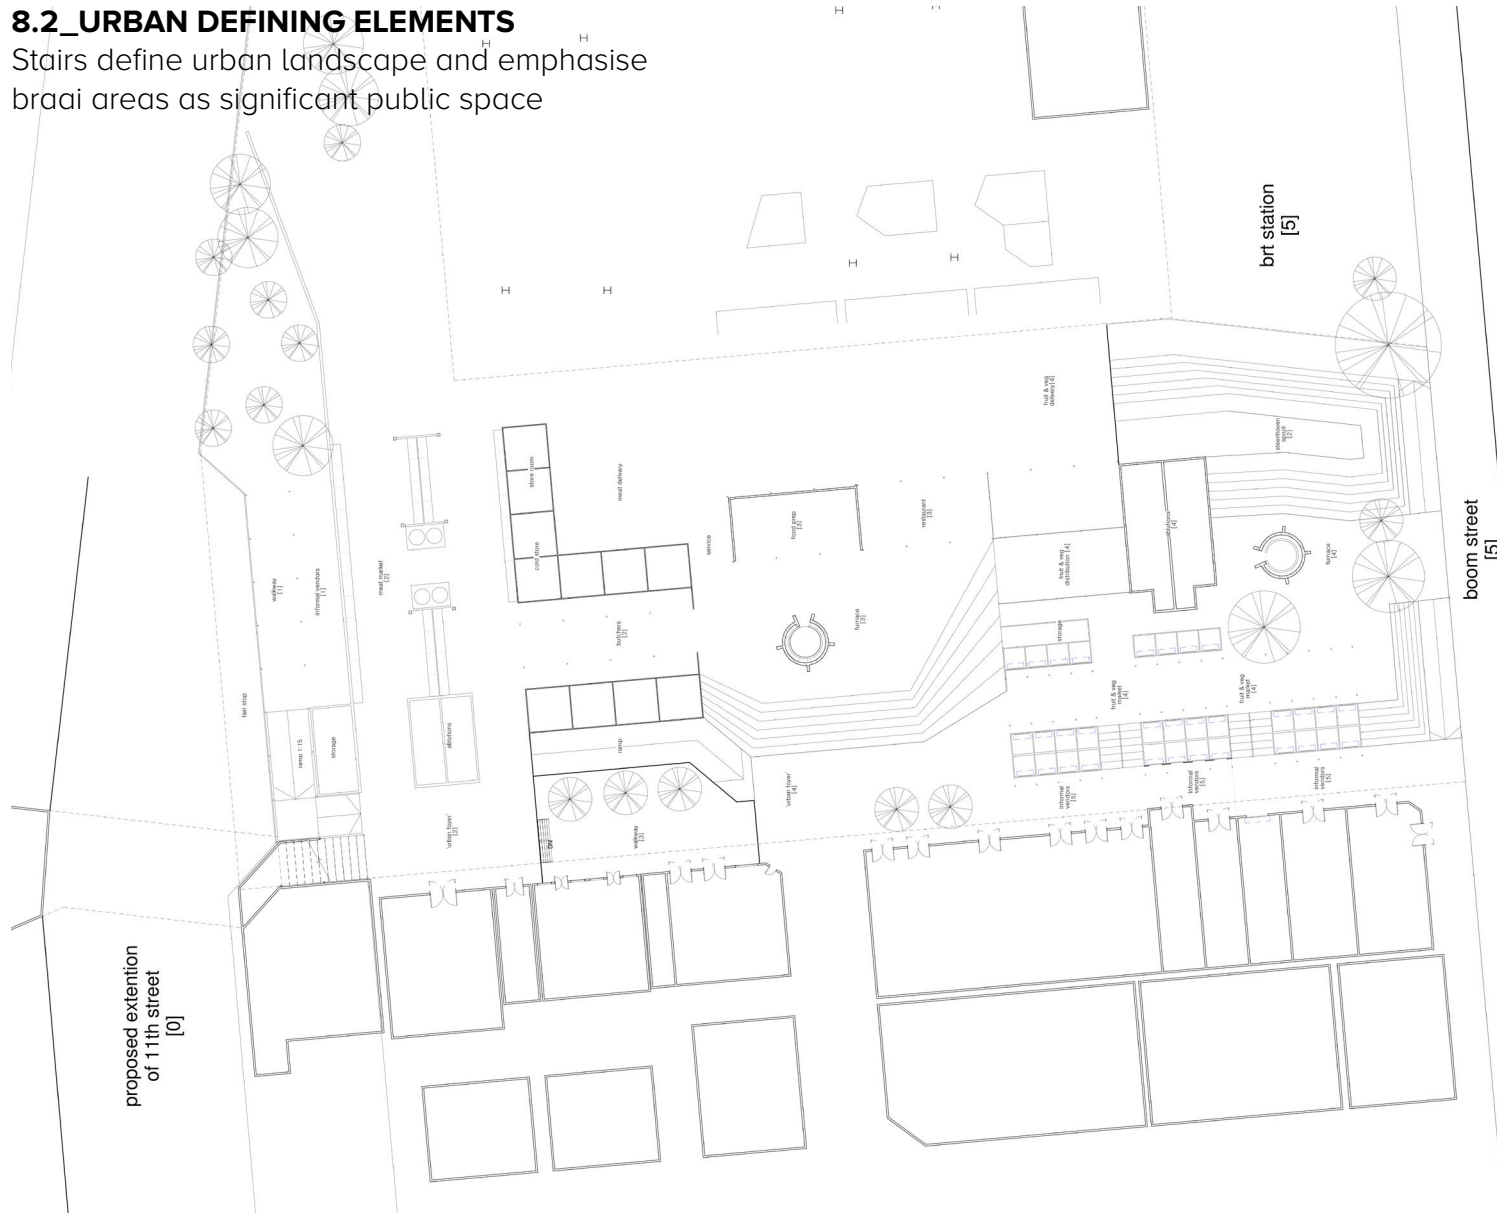 8.2_URBAN DEFINING ELEMENTS
Stairs define urban landscape and emphasise
braai areas as significant public space
brt station
[5]
boom street
[5]
proposed extention
of 11th street
[0]
fruit & veg
delivery[4]
steenhoven
spruit
[2]
store room
meat delivery
cold store
service
food prep
[3]
restaurant
[3]
ablutions
[4]
fruit & veg
distribution [4]
furnace
[4]
walkway
[1]
informal vendors
[1]
meat market
[2]
butchers
[2]
furnace
[3]
storage
fruit & veg
market
[4]
fruit & veg
market
[4]
taxi stop
ramp 1:15
storage
ablutions
ramp
'urban foyer'
[2]
walkway
[3]
'urban foyer'
[4]
informal
vendors
[5]
informal
vendors
[5]
informal
vendors
[5]